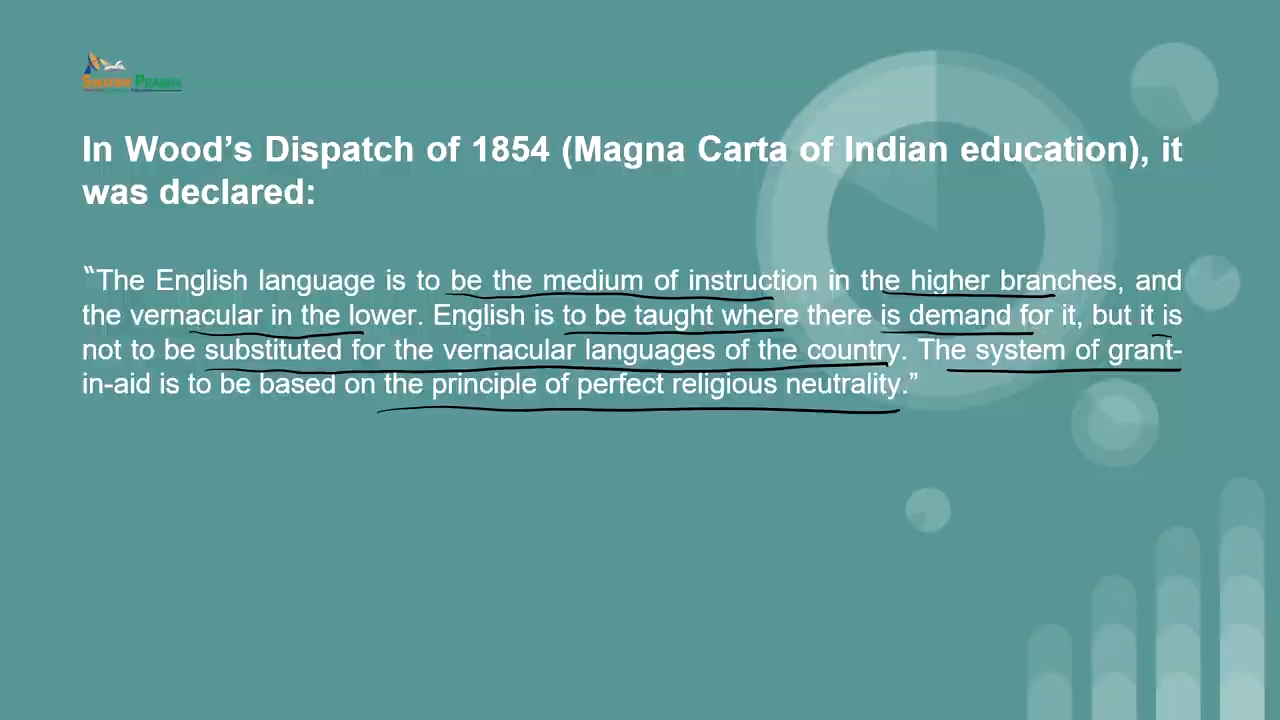 SWAYAM PRABHA
In Wood’s Dispatch of 1854 (Magna Carta of Indian education), it
was declared:
“The English language is to be the medium of instruction in the higher branches, and
the vernacular in the lower. English is to be taught where there is demand for it, but it is
not to be substituted for the vernacular languages of the country. The system of grant-
in-aid is to be based on the principle of perfect religious neutrality.”